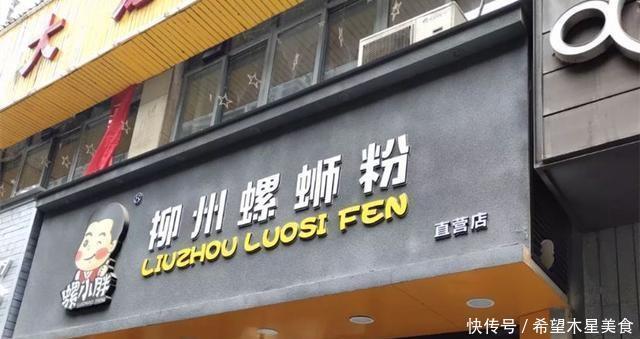 大
柳州螺蛳粉
LIUZHOU LUOSI FEN
直营店
螺小胖
快传号 / 希望木星美食